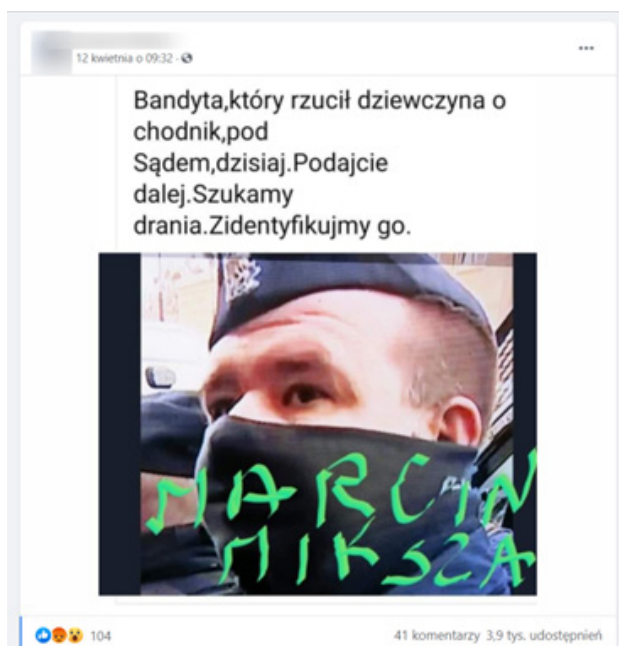 12 kwietnia o 09:32 ·
Bandyta,który rzucił dziewczyna o
chodnik,pod
Sądem,dzisiaj.Podajcie
dalej.Szukamy
drania.Zidentyfikujmy go.
MARCIN
MIKSZA
104
41 komentarzy 3,9 tys. udostępnień